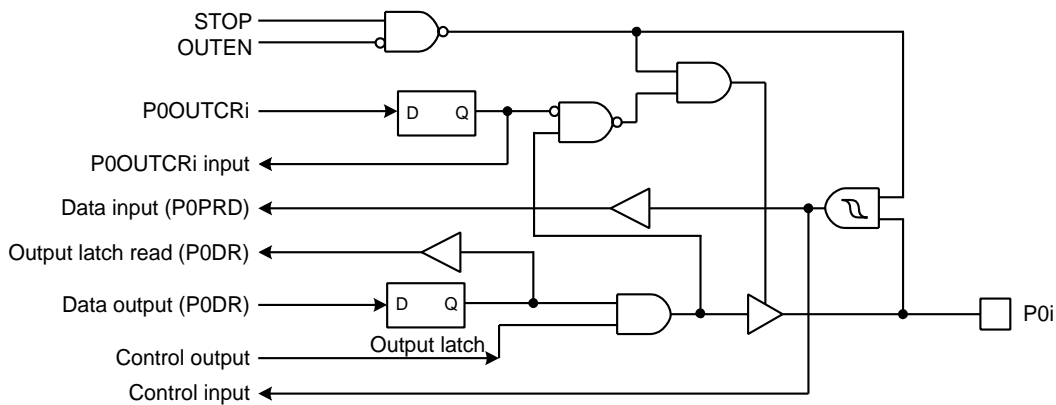 STOP
OUTEN
P0OUTCRi
D Q
P0OUTCRi input
Data input (P0PRD)
Output latch read (P0DR)
Data output (P0DR)
D Q
P0i
Output latch
Control output
Control input